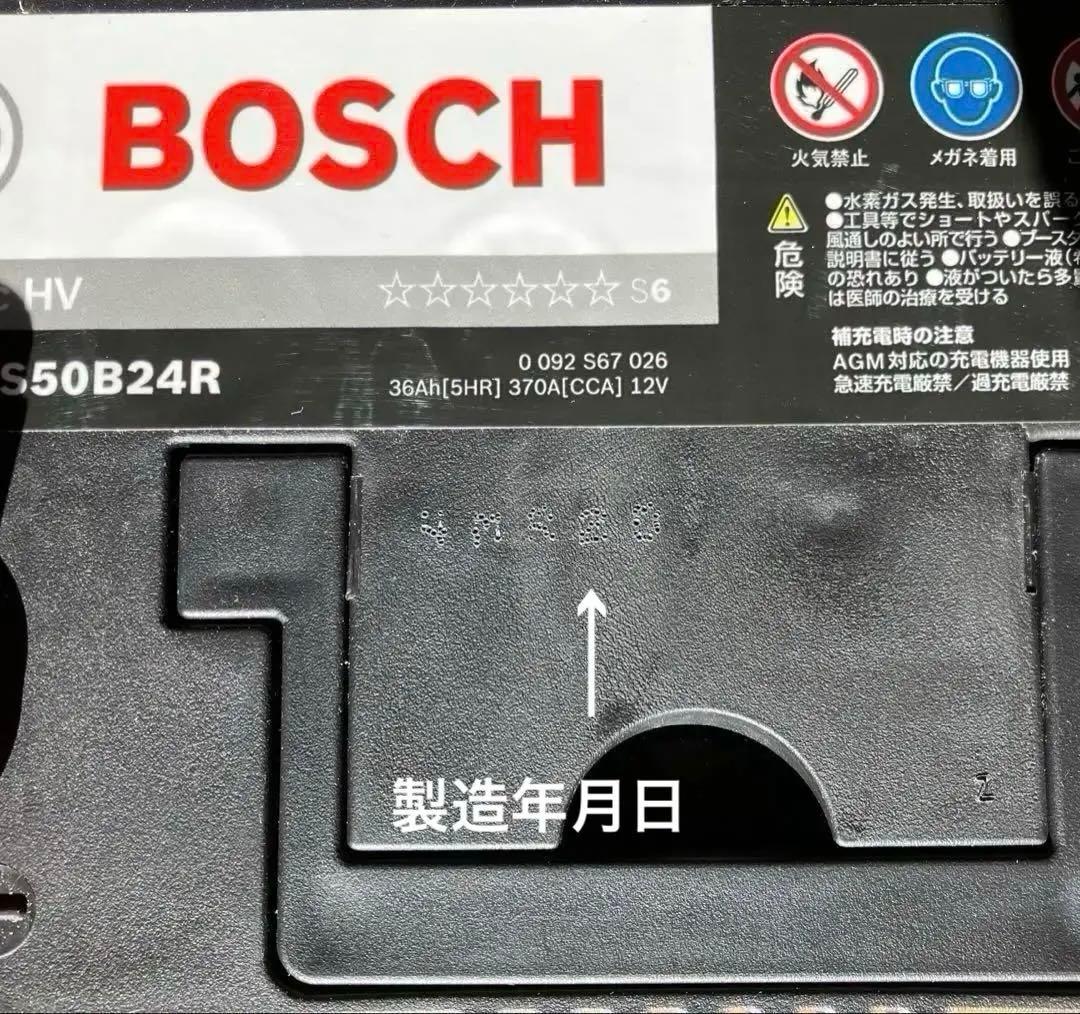 BOSCH
HV
☆☆☆☆☆☆ S6
S50B24R
0 092 S67 026
36Ah[5HR] 370A[CCA] 12V
火気禁止
メガネ着用
危険
●水素ガス発生、取扱いを誤る
●工具等でショートやスパー
風通しのよい所で行う ●ブースタ
説明書に従う ●バッテリー液(
の恐れあり ●液がついたら多
は医師の治療を受ける
補充電時の注意
AGM対応の充電機器使用
急速充電厳禁/過充電厳禁
製造年月日
Z